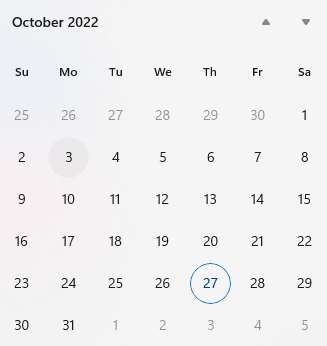 October 2022
Su Mo Tu We Th Fr Sa
25 26 27 28 29 30 1
2 3 4 5 6 7 8
9 10 11 12 13 14 15
16 17 18 19 20 21 22
23 24 25 26 27 28 29
30 31 1 2 3 4 5